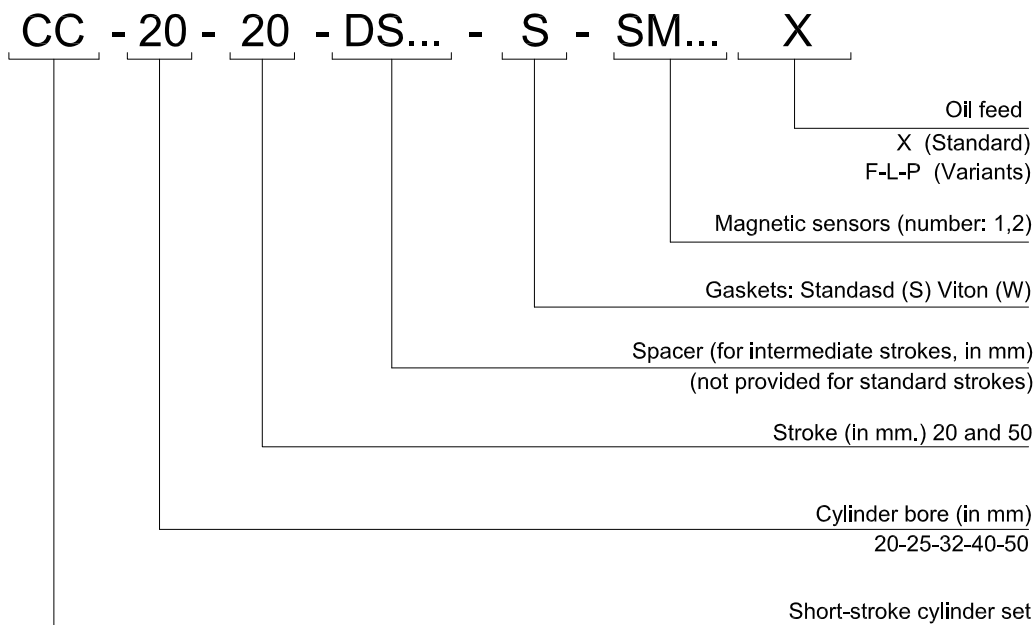 CC - 20 - 20 - DS... - S - SM... X
Oil feed
X (Standard)
F-L-P (Variants)
Magnetic sensors (number: 1,2)
Gaskets: Standasd (S) Viton (W)
Spacer (for intermediate strokes, in mm)
(not provided for standard strokes)
Stroke (in mm.) 20 and 50
Cylinder bore (in mm)
20-25-32-40-50
Short-stroke cylinder set